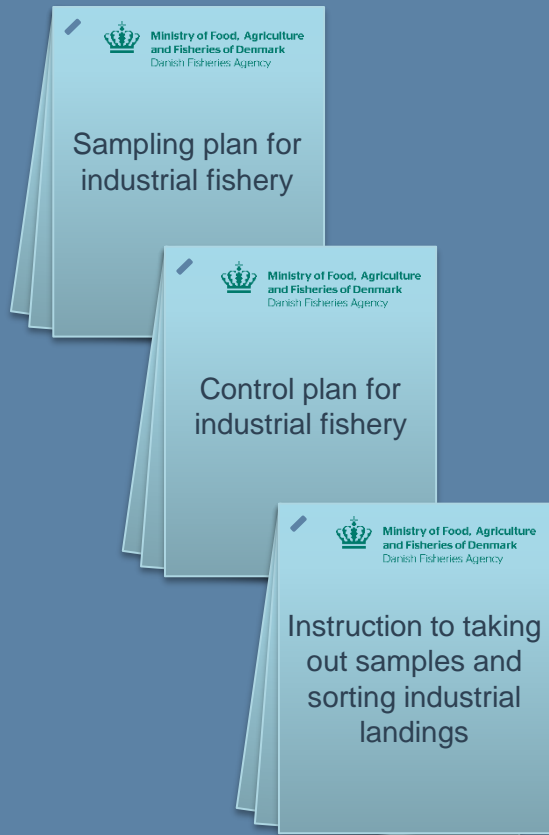 Ministry of Food, Agriculture
and Fisheries of Denmark
Danish Fisheries Agency
Sampling plan for
industrial fishery
Ministry of Food, Agriculture
and Fisheries of Denmark
Danish Fisheries Agency
Control plan for
industrial fishery
Ministry of Food, Agriculture
and Fisheries of Denmark
Danish Fisheries Agency
Instruction to taking
out samples and
sorting industrial
landings